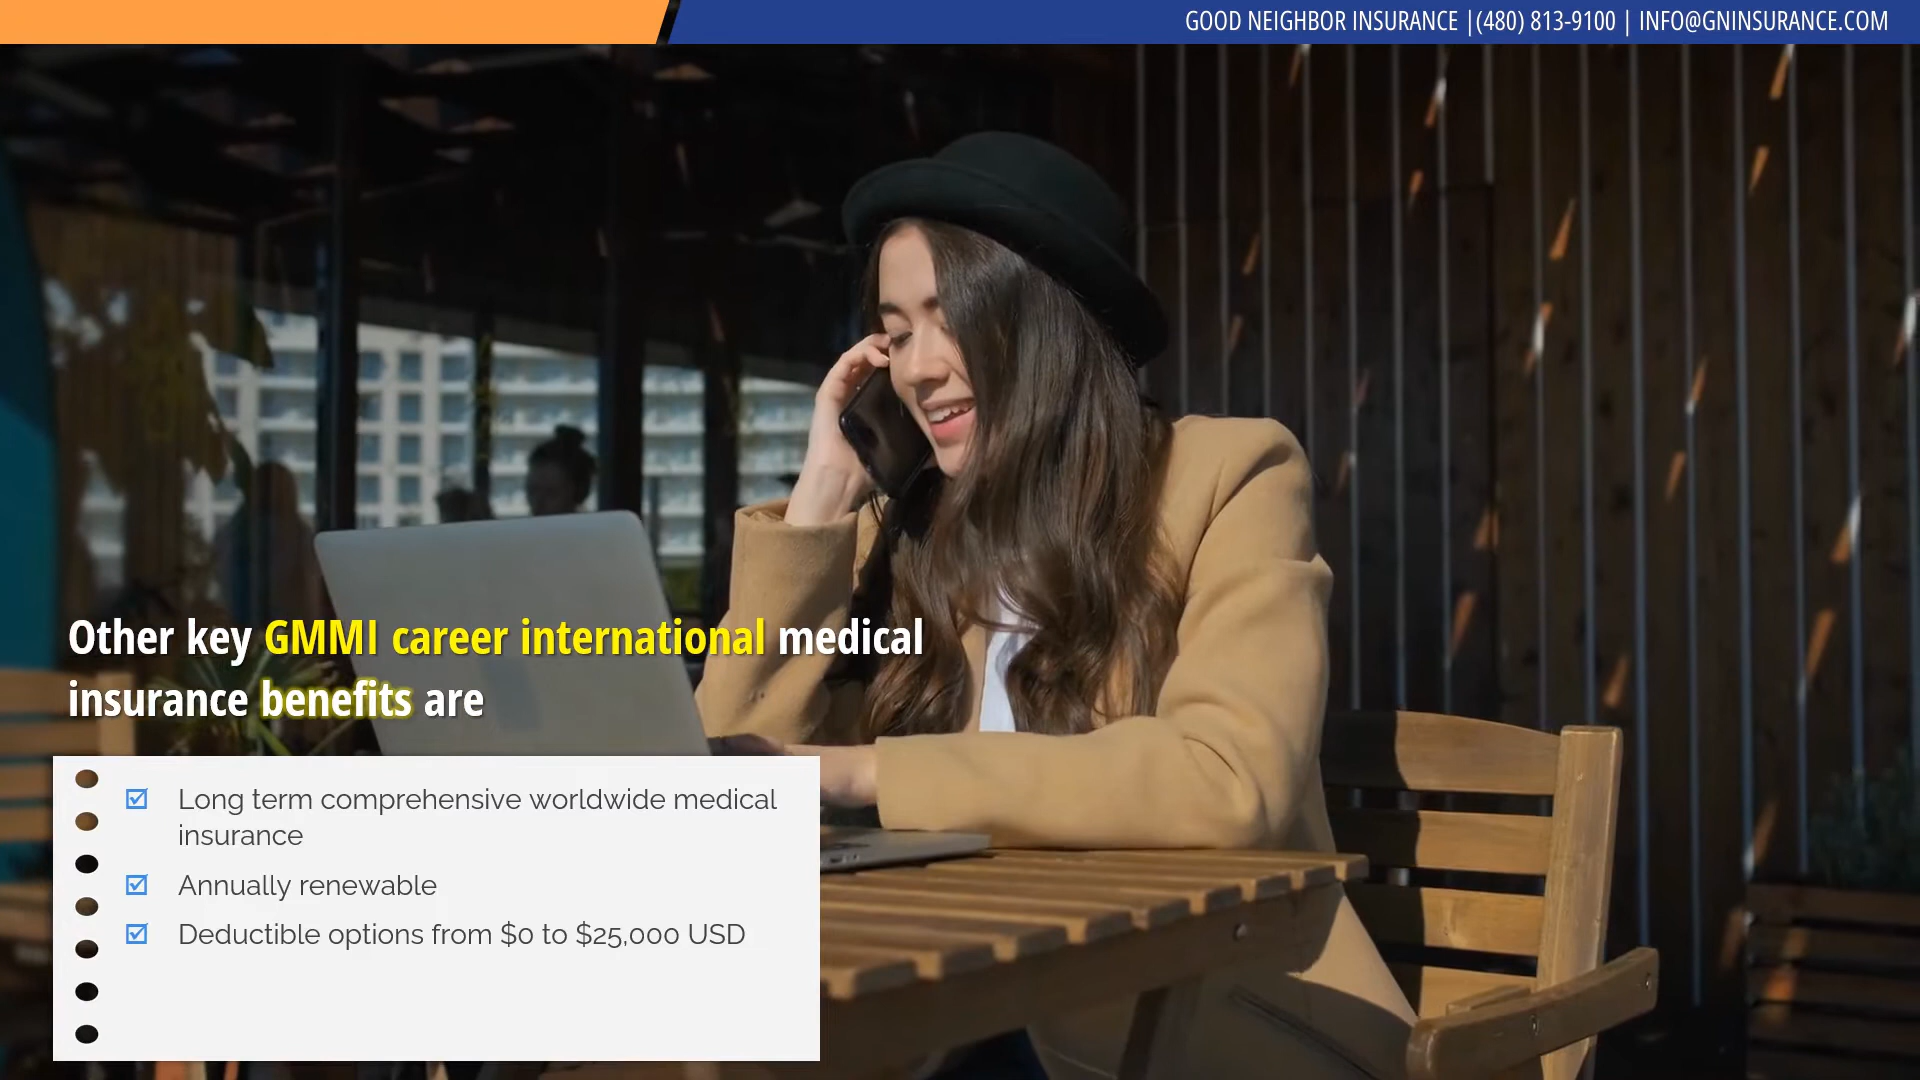 GOOD NEIGHBOR INSURANCE |(480) 813-9100 | INFO@GNINSURANCE.COM
Other key GMMI career international medical
insurance benefits are
Long term comprehensive worldwide medical
insurance
Annually renewable
Deductible options from $0 to $25,000 USD